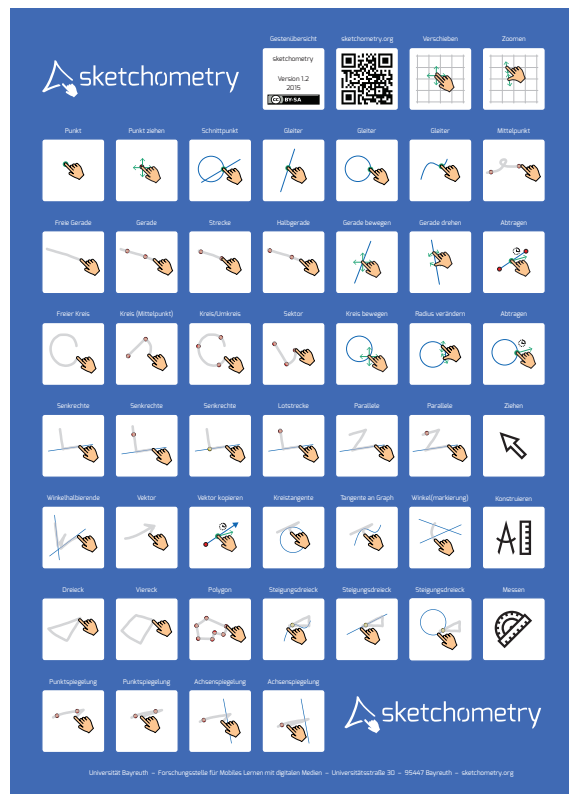 Gestenübersicht
sketchometry.org
Verschieben
Zoomen
sketchometry
sketchometry
Version 1.2
2015
cc BY-SA
Punkt
Punkt ziehen
Schnittpunkt
Gleiter
Gleiter
Gleiter
Mittelpunkt
Freie Gerade
Gerade
Strecke
Halbgerade
Gerade bewegen
Gerade drehen
Abtragen
Freier Kreis
Kreis (Mittelpunkt)
Kreis/Umkreis
Sektor
Kreis bewegen
Radius verändern
Abtragen
Senkrechte
Senkrechte
Senkrechte
Lotstrecke
Parallele
Parallele
Ziehen
Winkelhalbierende
Vektor
Vektor kopieren
Kreistangente
Tangente an Graph
Winkel(markierung)
Konstruieren
Dreieck
Viereck
Polygon
Steigungsdreieck
Steigungsdreieck
Steigungsdreieck
Messen
Punktspiegelung
Punktspiegelung
Achsenspiegelung
Achsenspiegelung
sketchometry
Universität Bayreuth – Forschungsstelle für Mobiles Lernen mit digitalen Medien – Universitätsstraße 30 – 95447 Bayreuth – sketchometry.org